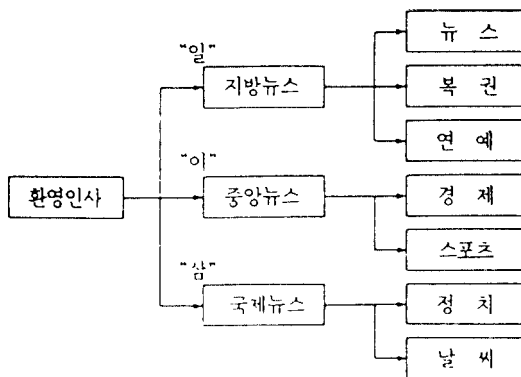 "일"
지방뉴스
뉴 스
복 권
연 예
환영인사
"이"
중앙뉴스
경 제
스포츠
"삼"
국제뉴스
정 치
날 씨